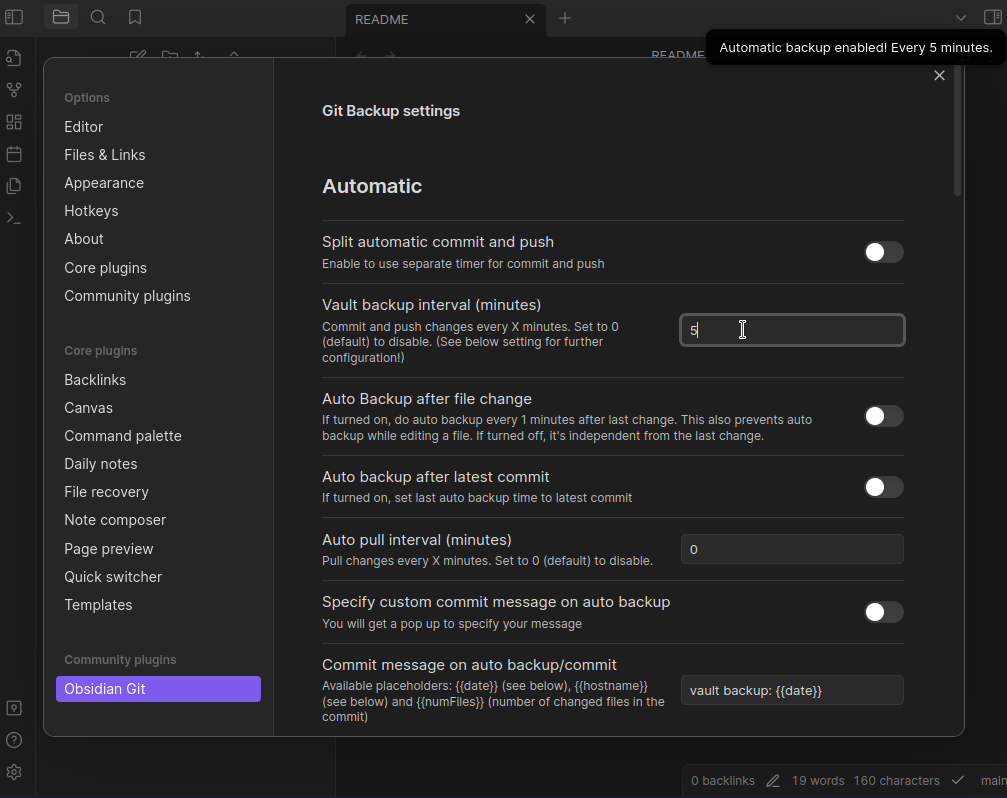 README
Automatic backup enabled! Every 5 minutes.
README
Options
Editor
Files & Links
Appearance
Hotkeys
About
Core plugins
Community plugins
Core plugins
Backlinks
Canvas
Command palette
Daily notes
File recovery
Note composer
Page preview
Quick switcher
Templates
Community plugins
Obsidian Git
Git Backup settings
Automatic
Split automatic commit and push
Enable to use separate timer for commit and push
Vault backup interval (minutes)
Commit and push changes every X minutes. Set to 0
(default) to disable. (See below setting for further
configuration!)
5
Auto Backup after file change
If turned on, do auto backup every 1 minutes after last change. This also prevents auto
backup while editing a file. If turned off, it's independent from the last change.
Auto backup after latest commit
If turned on, set last auto backup time to latest commit
Auto pull interval (minutes)
Pull changes every X minutes. Set to 0 (default) to disable.
0
Specify custom commit message on auto backup
You will get a pop up to specify your message
Commit message on auto backup/commit
Available placeholders: {{date}} (see below), {{hostname}}
(see below) and {{numFiles}} (number of changed files in the
commit)
vault backup: {{date}}
0 backlinks 19 words 160 characters main